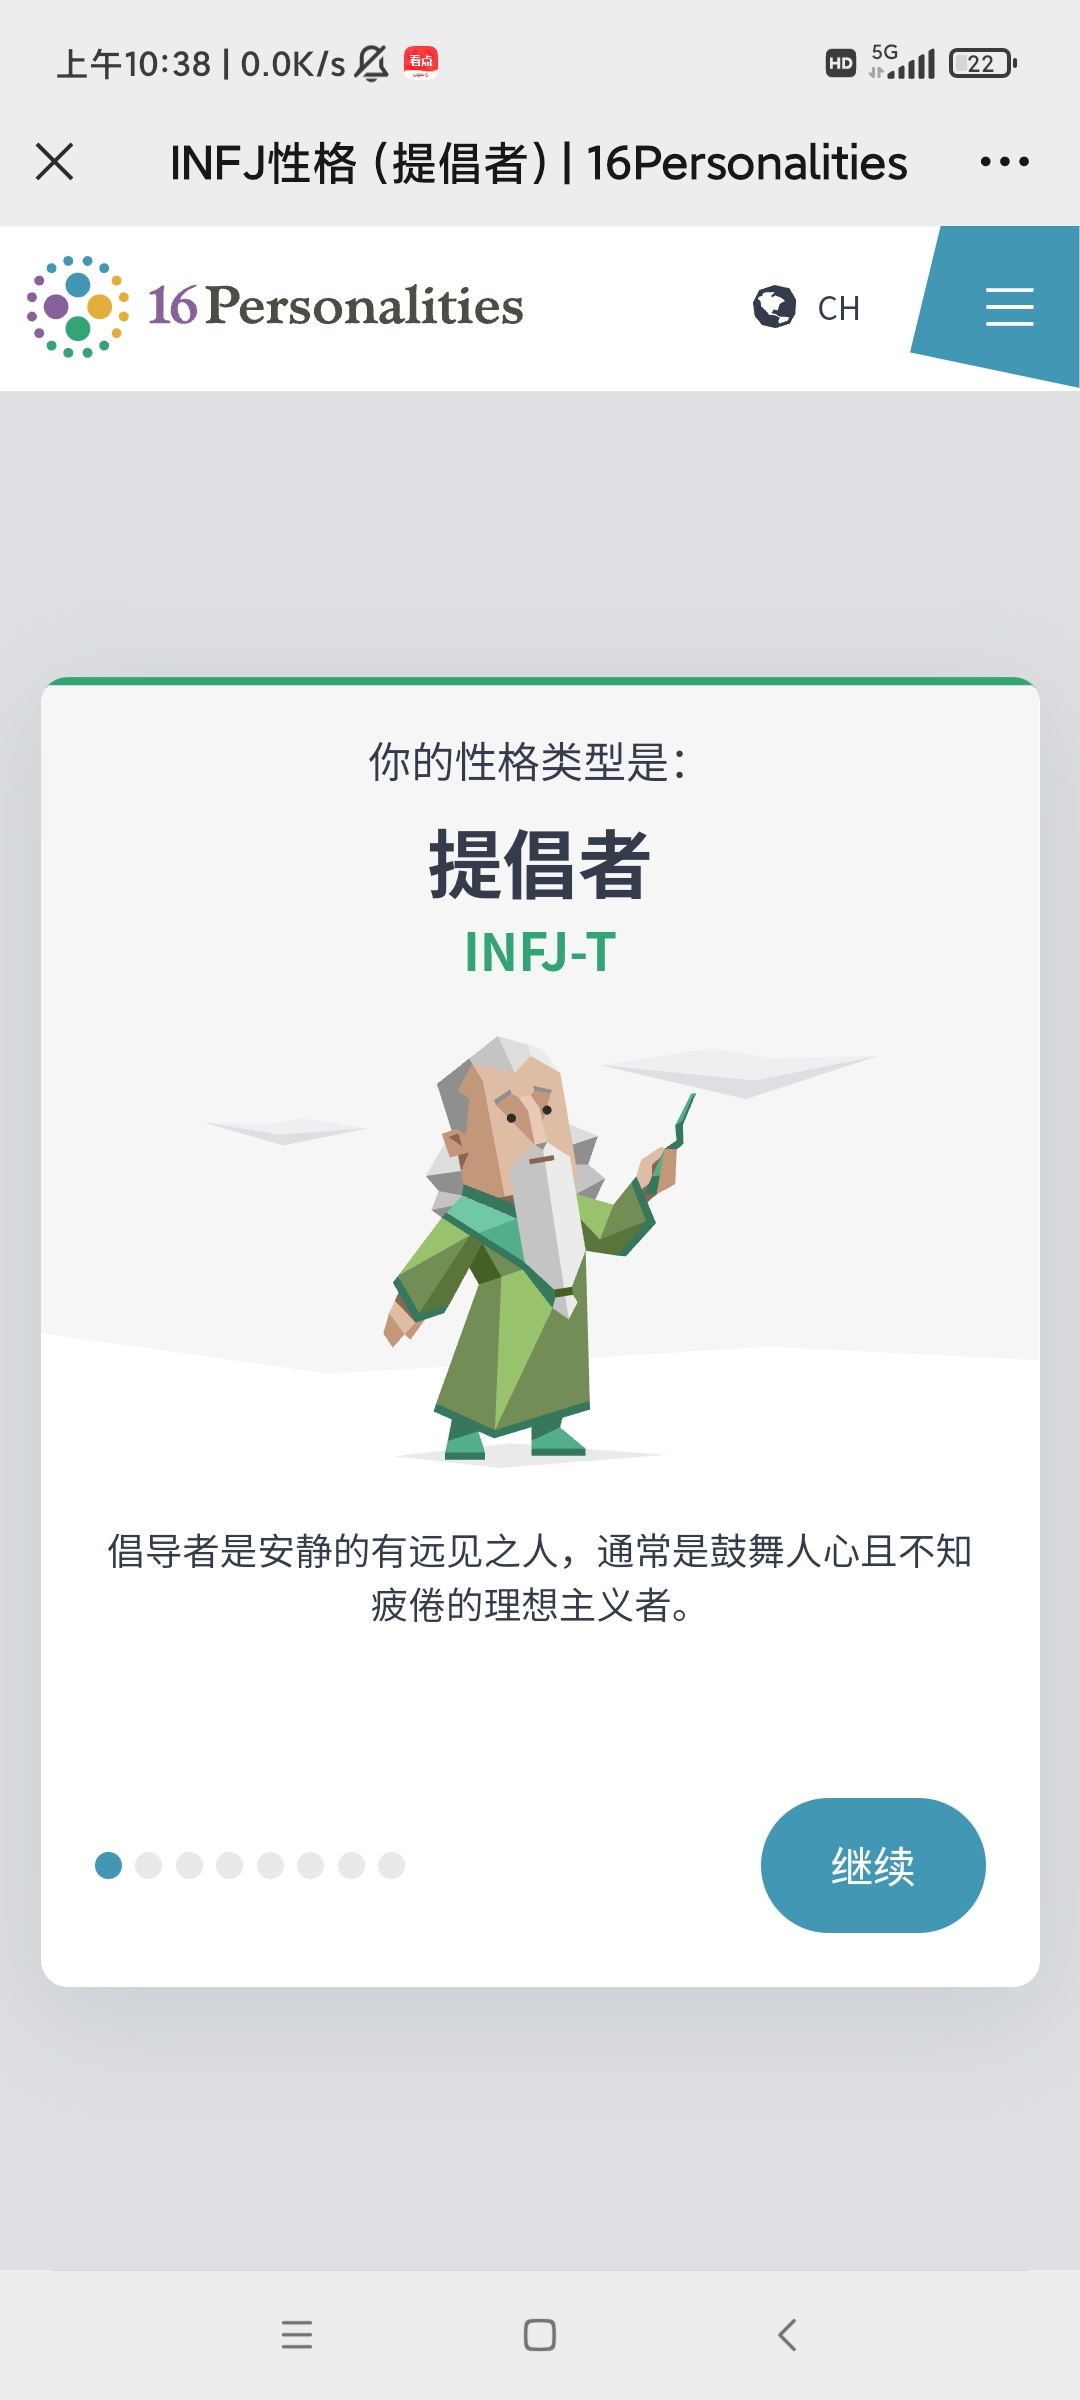 上午10:38 | 0.0K/s 看点
HD 5G 22
INFJ性格（提倡者）| 16Personalities
16Personalities
CH
你的性格类型是：
提倡者
INFJ-T
倡导者是安静的有远见之人，通常是鼓舞人心且不知
疲倦的理想主义者。
继续